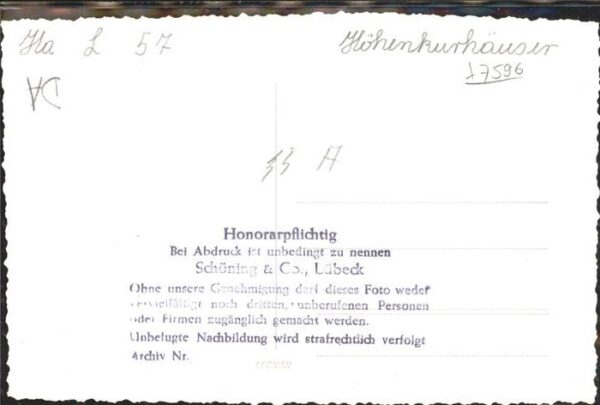 Ha L 57
Höhenkurhäuser
17596
DA
33 A
Honorarpflichtig
Bei Abdruck ist unbedingt zu nennen
Schöning & Co., Lübeck
Ohne unsere Genehmigung darf dieses Foto weder
vervielfältigt noch dritten, unberufenen Personen
oder Firmen zugänglich gemacht werden.
Unbefugte Nachbildung wird strafrechtlich verfolgt
Archiv Nr.